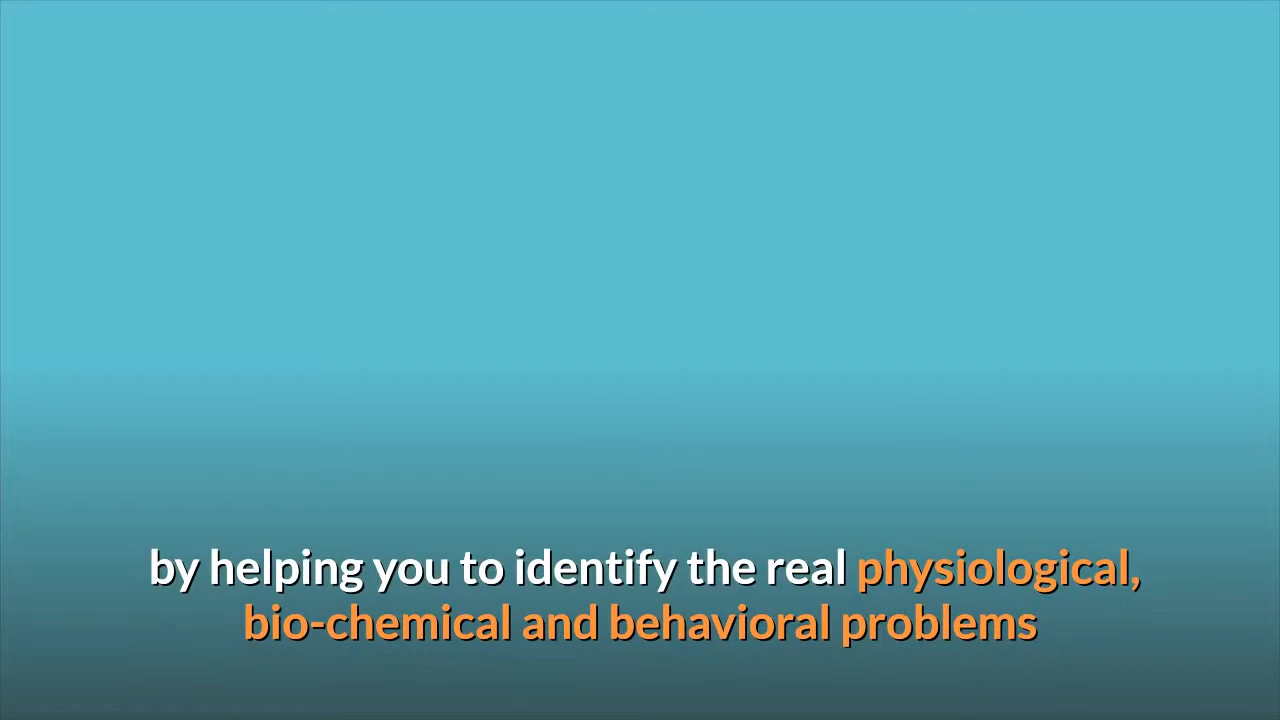 by helping you to identify the real physiological,
bio-chemical and behavioral problems